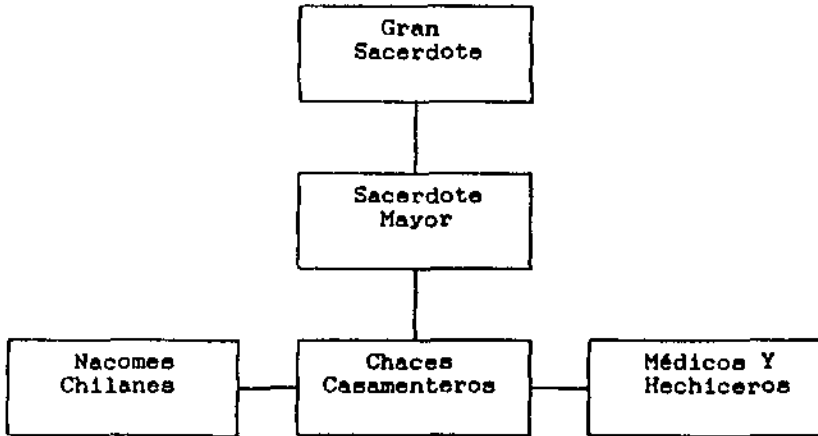 Gran
Sacerdote
Sacerdote
Mayor
Nacomes
Chilanes
Chaces
Casamenteros
Médicos Y
Hechiceros